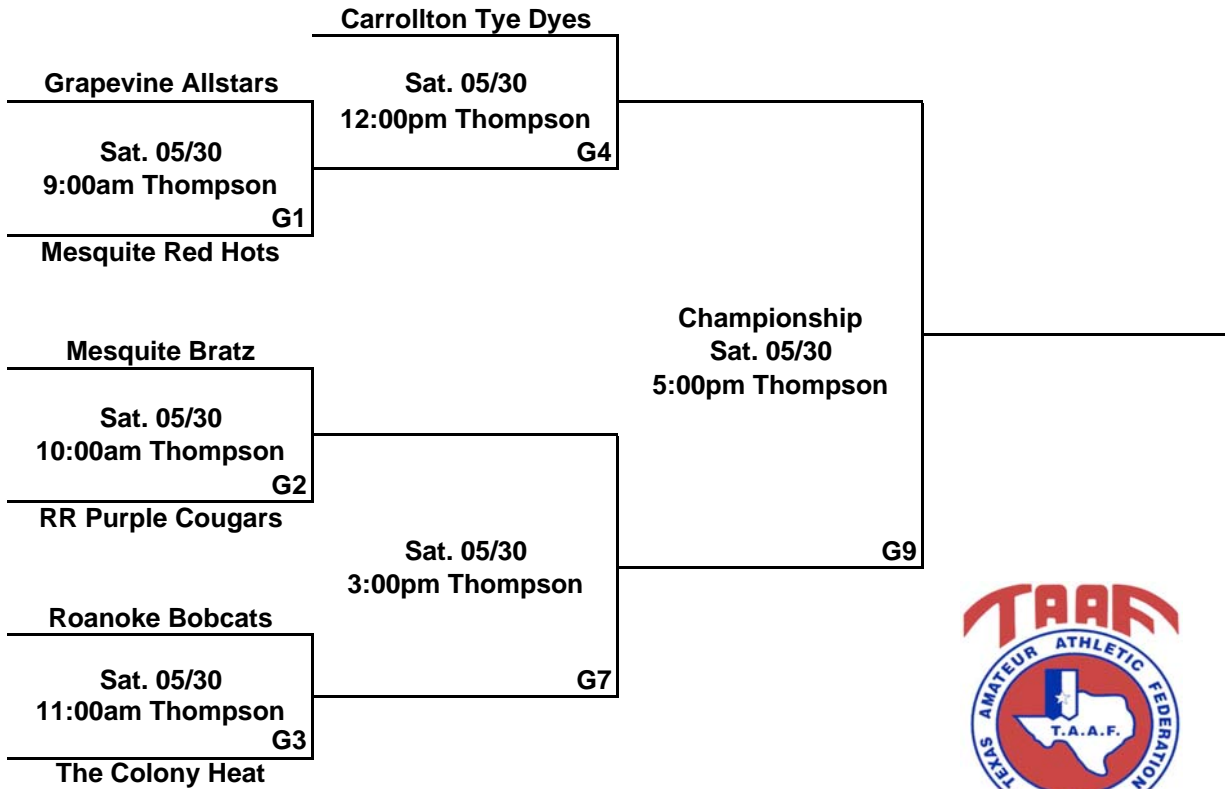 Carrollton Tye Dyes
Grapevine Allstars
Sat. 05/30
12:00pm Thompson
G4
Sat. 05/30
9:00am Thompson
G1
Mesquite Red Hots
Championship
Sat. 05/30
5:00pm Thompson
G9
Mesquite Bratz
Sat. 05/30
10:00am Thompson
G2
RR Purple Cougars
Sat. 05/30
3:00pm Thompson
G7
Roanoke Bobcats
Sat. 05/30
11:00am Thompson
G3
The Colony Heat
TAAF
TEXAS AMATEUR ATHLETIC FEDERATION
T.A.A.F.